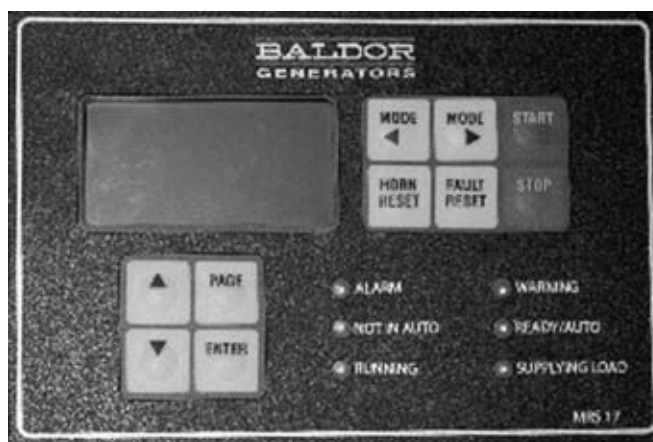 BALDOR
GENERATORS
MODE MODE START
HORN RESET FAULT RESET STOP
PAGE
ENTER
ALARM WARNING
NOT IN AUTO READY/AUTO
RUNNING SUPPLYING LOAD
MRS 17